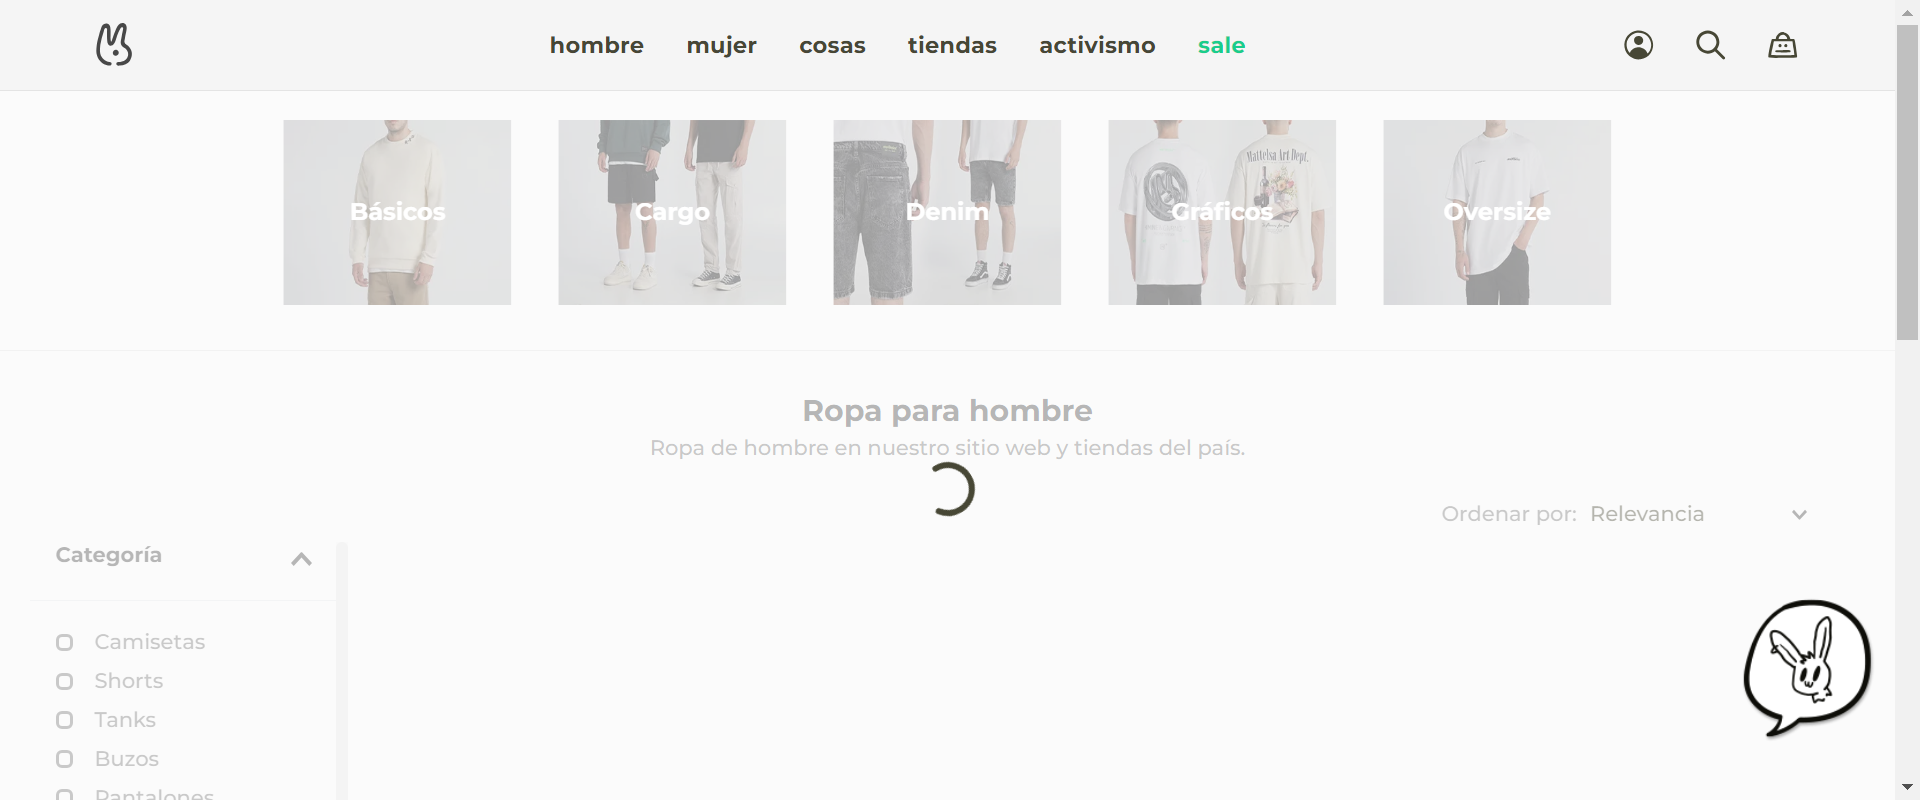 hombre mujer cosas tiendas activismo sale
Básicos Cargo Denim Gráficos Oversize
Mattelsa Art Dept.
Ropa para hombre
Ropa de hombre en nuestro sitio web y tiendas del país.
Ordenar por: Relevancia
Categoría
Camisetas
Shorts
Tanks
Buzos
Pantalones